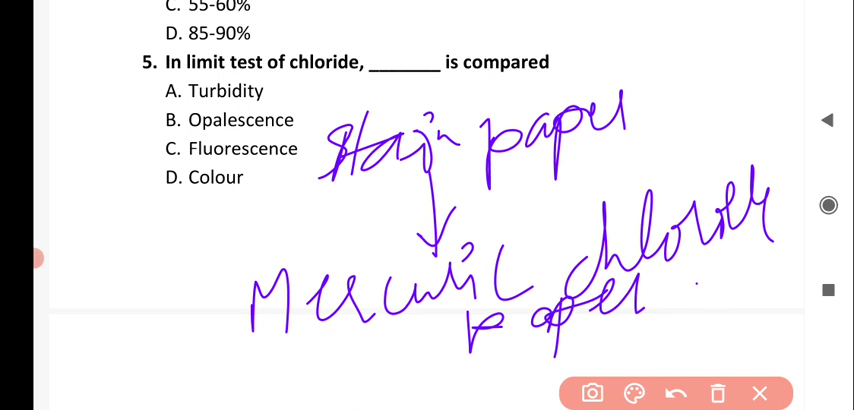 C. 55-60%
D. 85-90%
5. In limit test of chloride, _______ is compared
A. Turbidity
B. Opalescence
C. Fluorescence
D. Colour
Stain paper
Mercuric chloride
paper